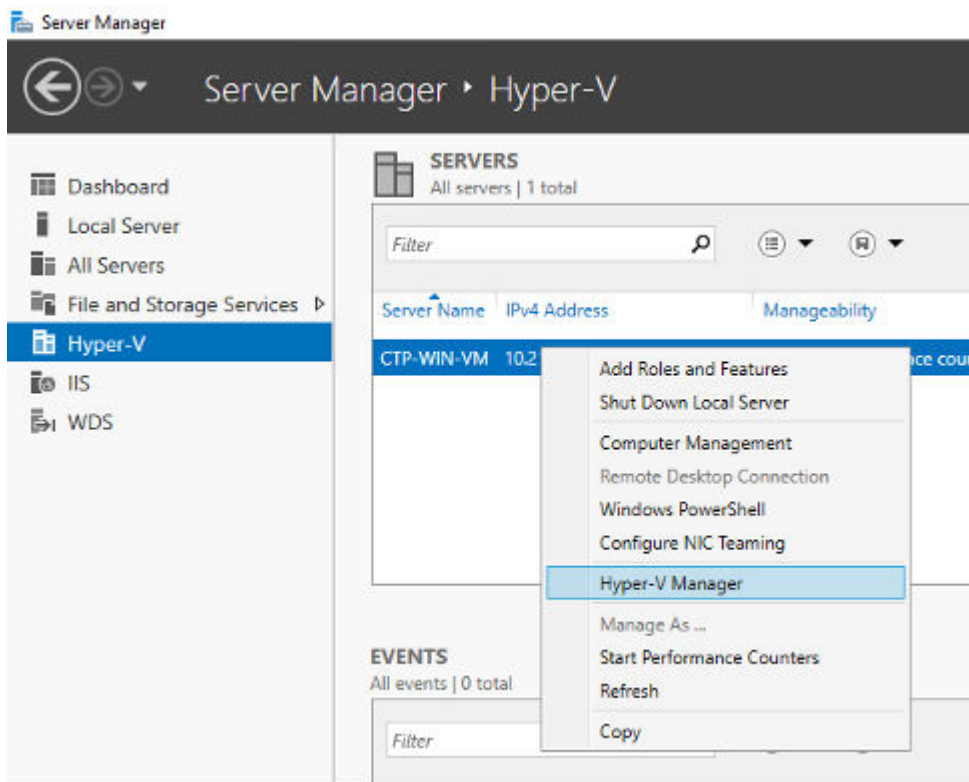 Server Manager
Server Manager ‣ Hyper-V
Dashboard
Local Server
All Servers
File and Storage Services
Hyper-V
IIS
WDS
SERVERS
All servers | 1 total
Filter
Server Name IPv4 Address Manageability
CTP-WIN-VM 10.2
Add Roles and Features
Shut Down Local Server
Computer Management
Remote Desktop Connection
Windows PowerShell
Configure NIC Teaming
Hyper-V Manager
Manage As ...
Start Performance Counters
Refresh
Copy
EVENTS
All events | 0 total
Filter